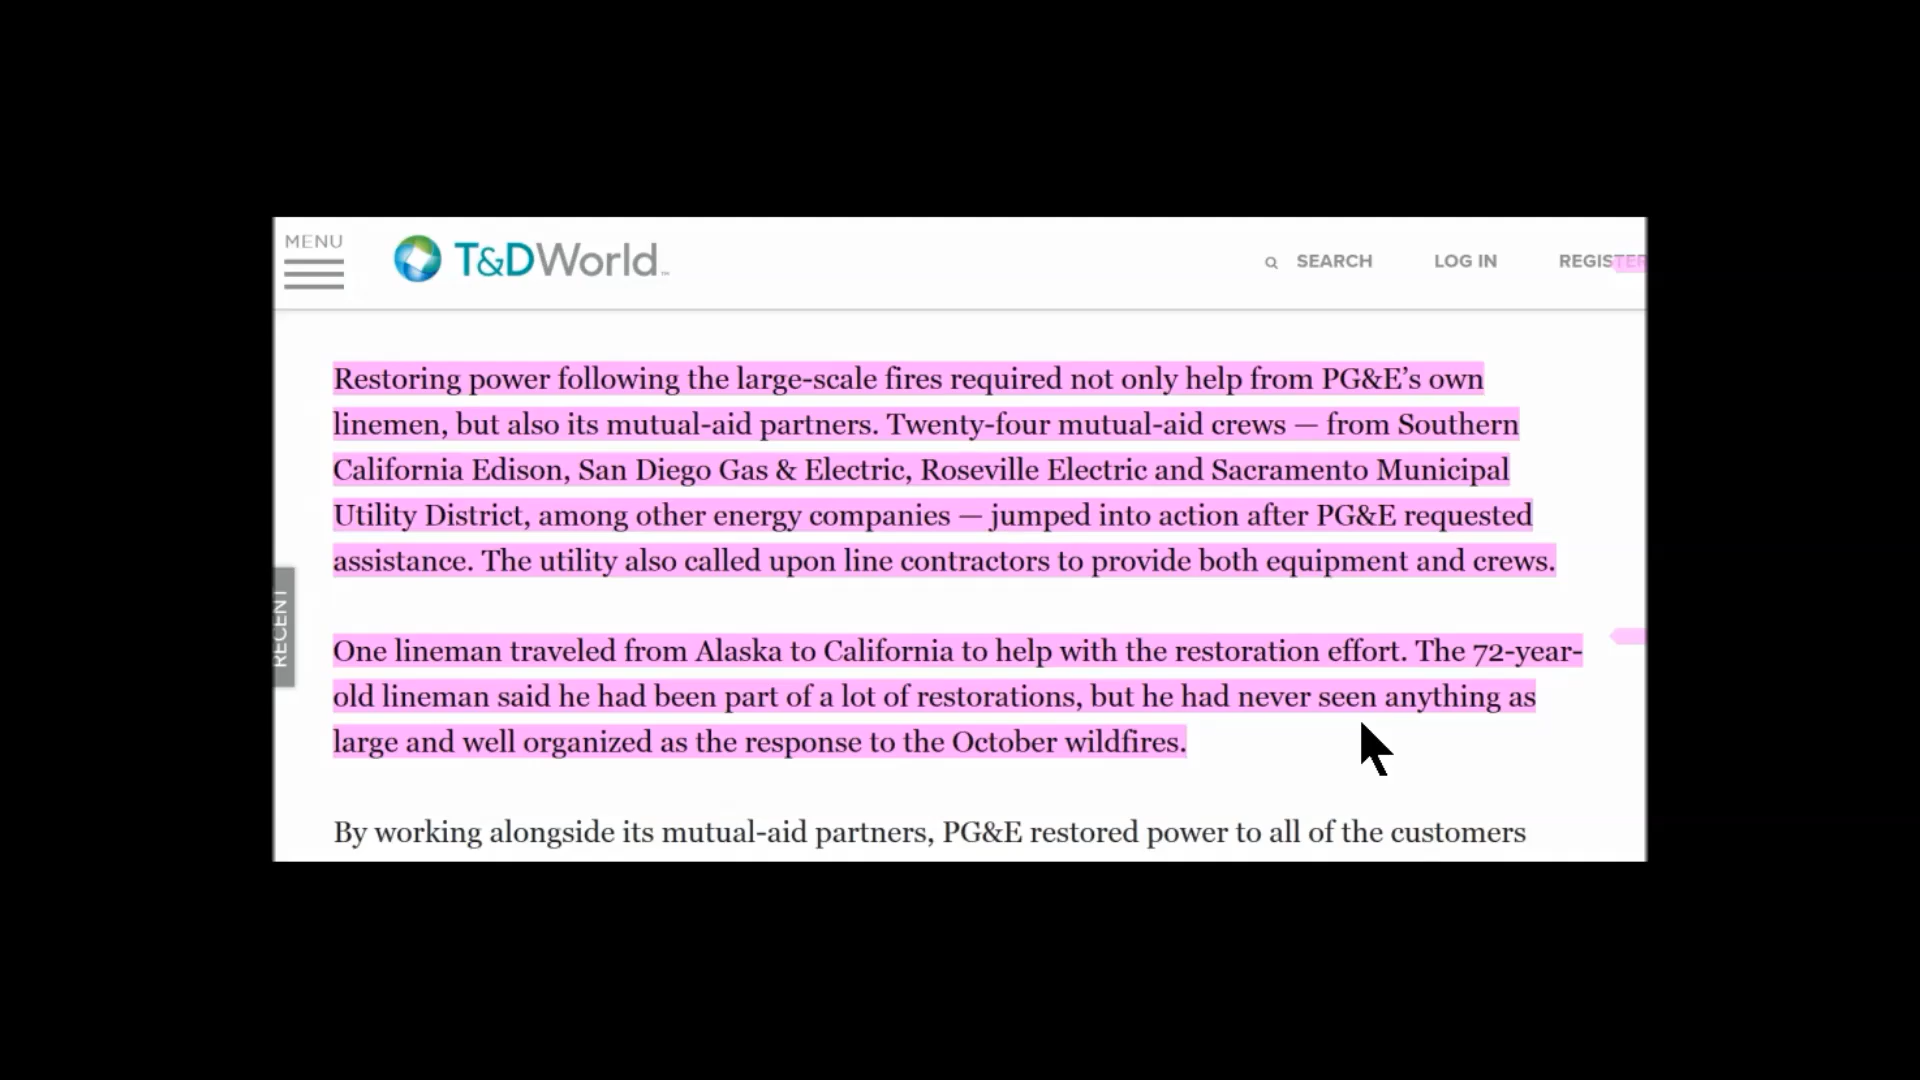 MENU
T&DWorld™
SEARCH
LOG IN
REGISTER
RECENT
Restoring power following the large-scale fires required not only help from PG&E’s own
linemen, but also its mutual-aid partners. Twenty-four mutual-aid crews — from Southern
California Edison, San Diego Gas & Electric, Roseville Electric and Sacramento Municipal
Utility District, among other energy companies — jumped into action after PG&E requested
assistance. The utility also called upon line contractors to provide both equipment and crews.
One lineman traveled from Alaska to California to help with the restoration effort. The 72-year-
old lineman said he had been part of a lot of restorations, but he had never seen anything as
large and well organized as the response to the October wildfires.
By working alongside its mutual-aid partners, PG&E restored power to all of the customers